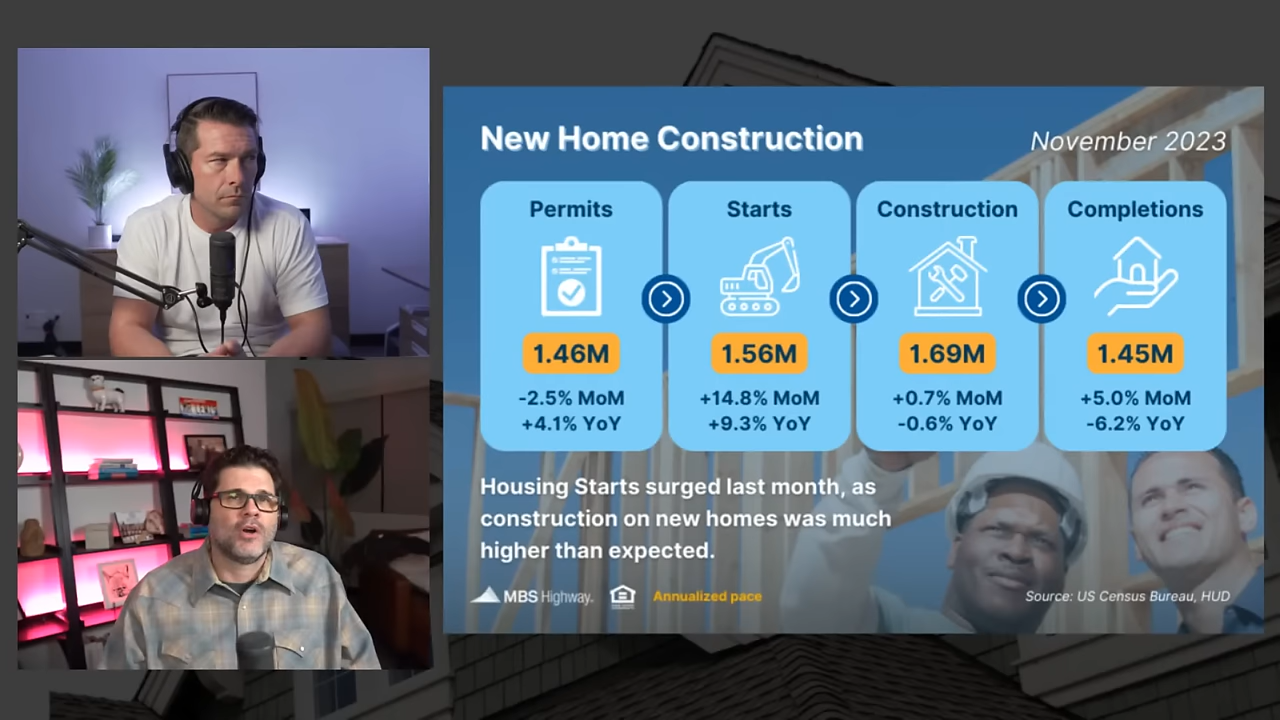 New Home Construction
November 2023
Permits
1.46M
-2.5% MoM
+4.1% YoY
Starts
1.56M
+14.8% MoM
+9.3% YoY
Construction
1.69M
+0.7% MoM
-0.6% YoY
Completions
1.45M
+5.0% MoM
-6.2% YoY
Housing Starts surged last month, as
construction on new homes was much
higher than expected.
MBS Highway.
Annualized pace
Source: US Census Bureau, HUD